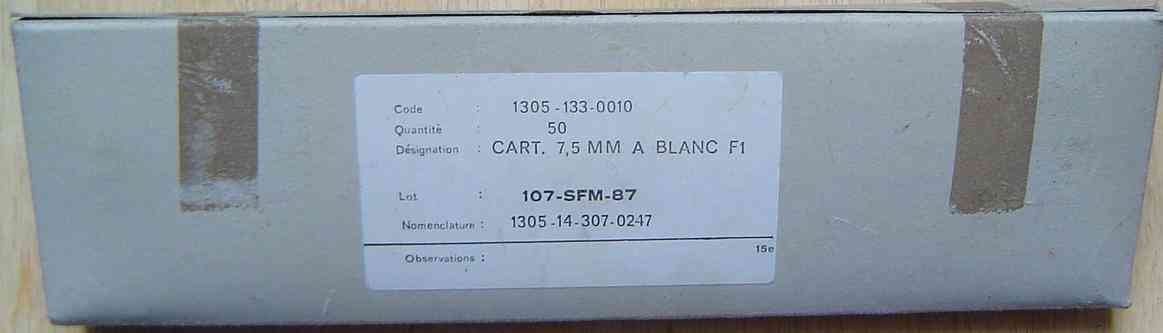 Code : 1305-133-0010
Quantité : 50
Désignation : CART. 7,5 MM A BLANC F1
Lot : 107-SFM-87
Nomenclature : 1305-14-307-0247
15e
Observations :